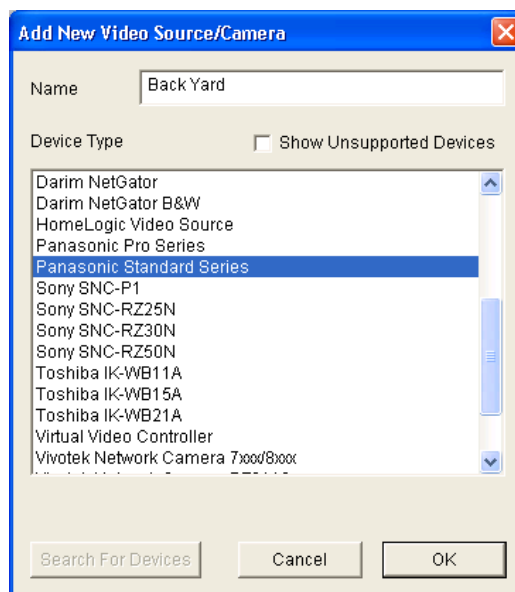 Add New Video Source/Camera
Name
Back Yard
Device Type
Show Unsupported Devices
Darim NetGator
Darim NetGator B&W
HomeLogic Video Source
Panasonic Pro Series
Panasonic Standard Series
Sony SNC-P1
Sony SNC-RZ25N
Sony SNC-RZ30N
Sony SNC-RZ50N
Toshiba IK-WB11A
Toshiba IK-WB15A
Toshiba IK-WB21A
Virtual Video Controller
Vivotek Network Camera 7xxx/8xxx
Search For Devices
Cancel
OK